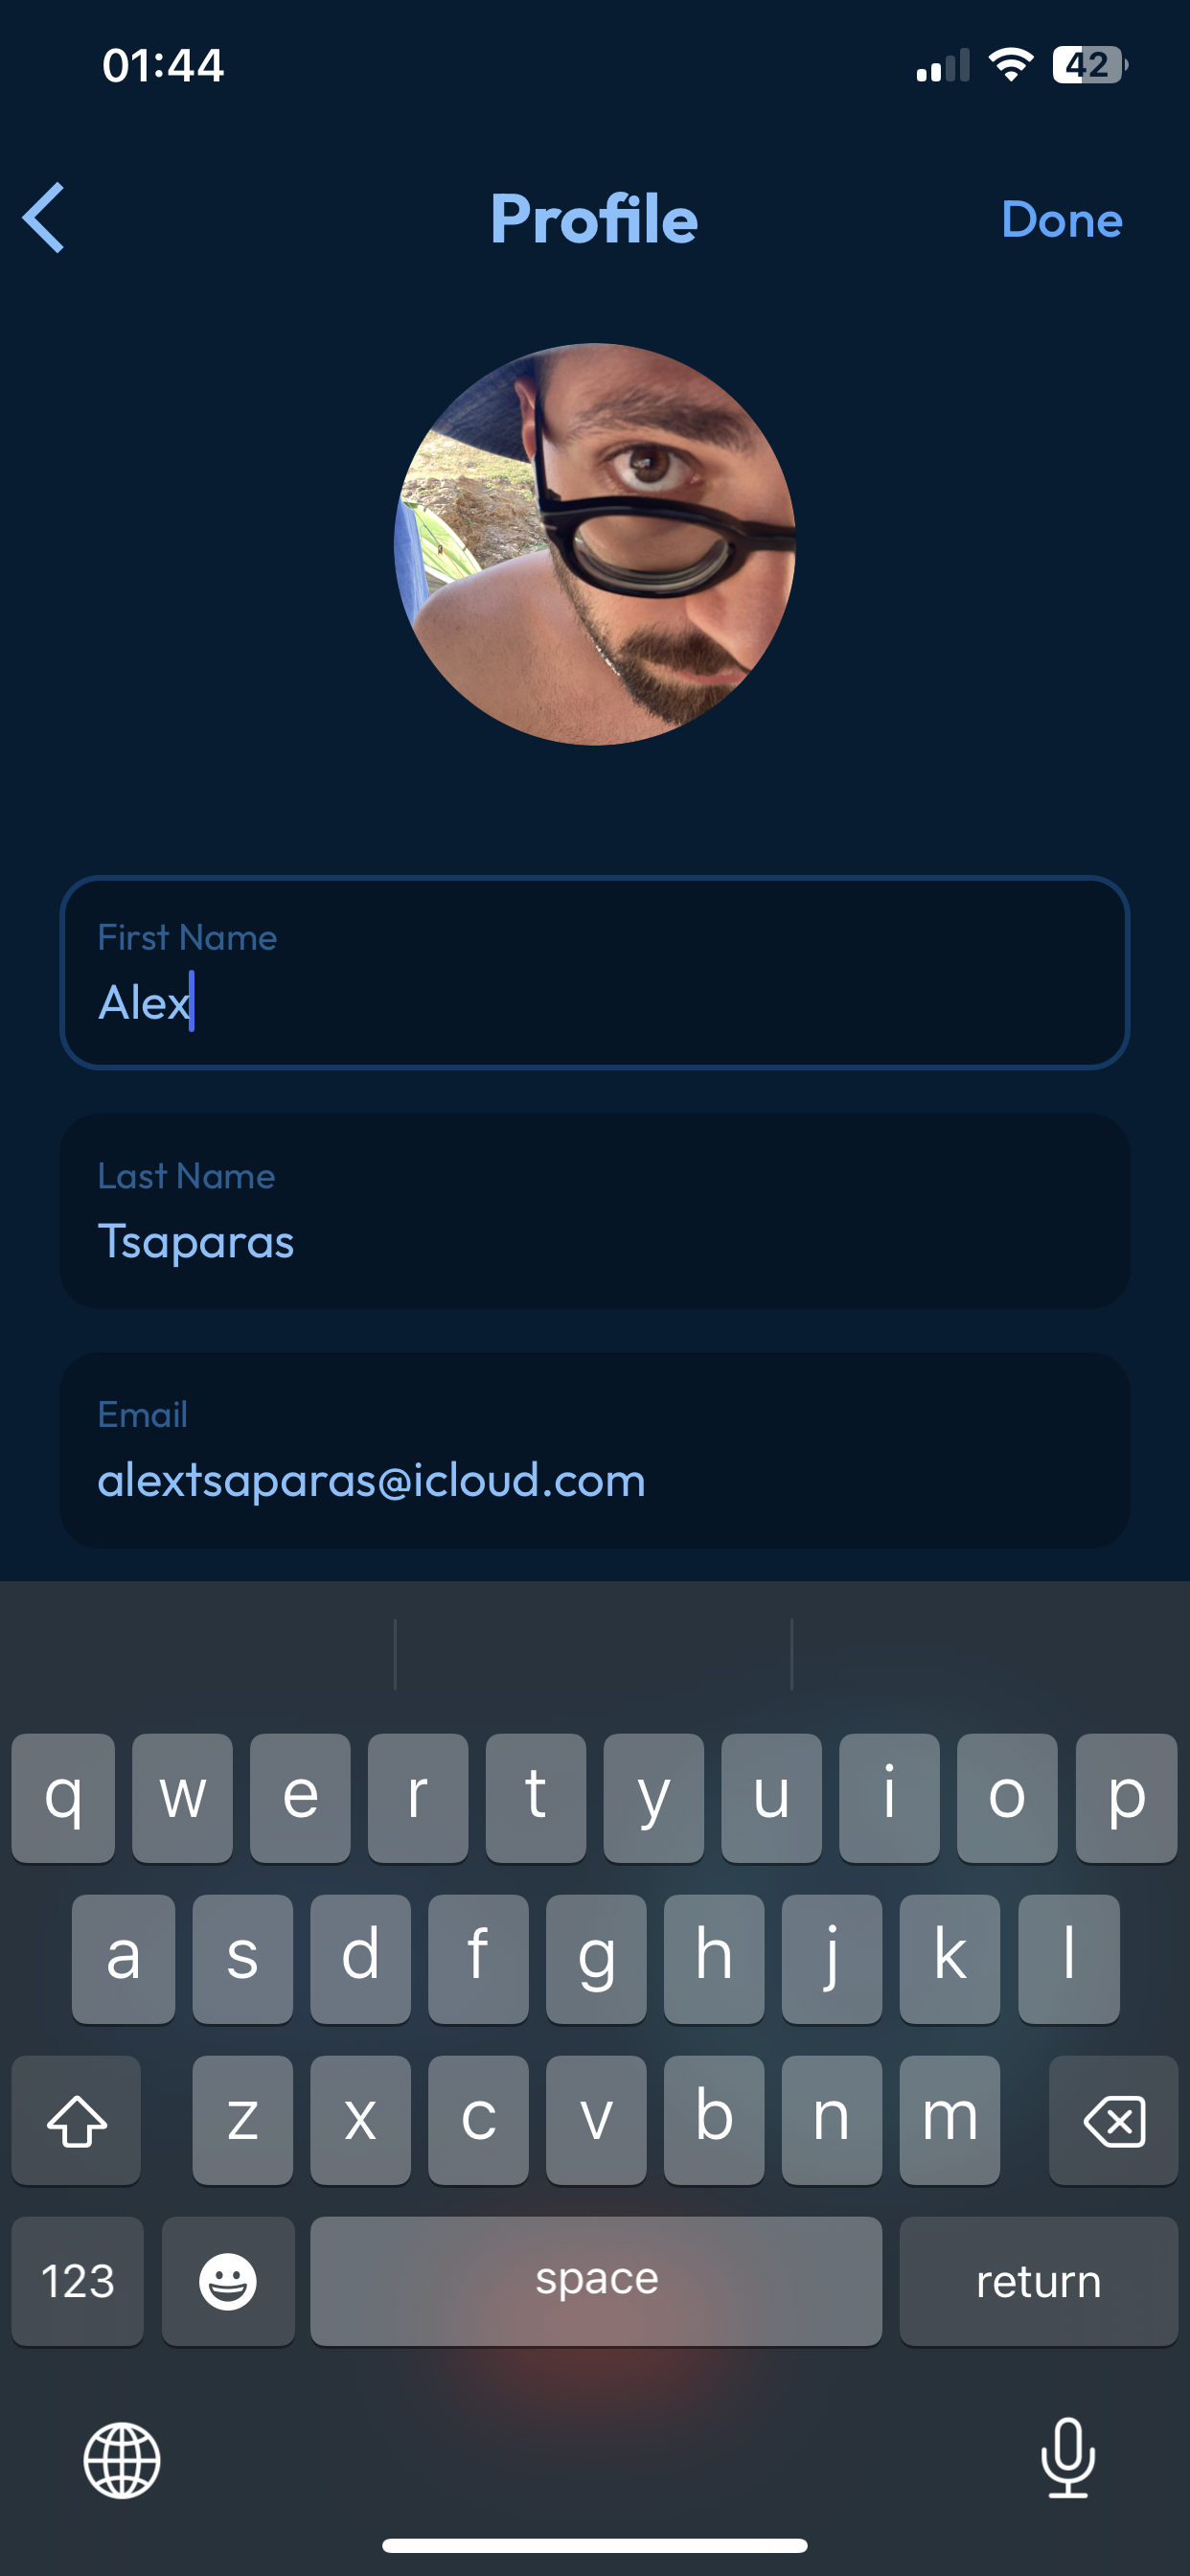 01:44
42
Profile
Done
First Name
Alex
Last Name
Tsaparas
Email
alextsaparas@icloud.com
q w e r t y u i o p
a s d f g h j k l
z x c v b n m
123
space
return